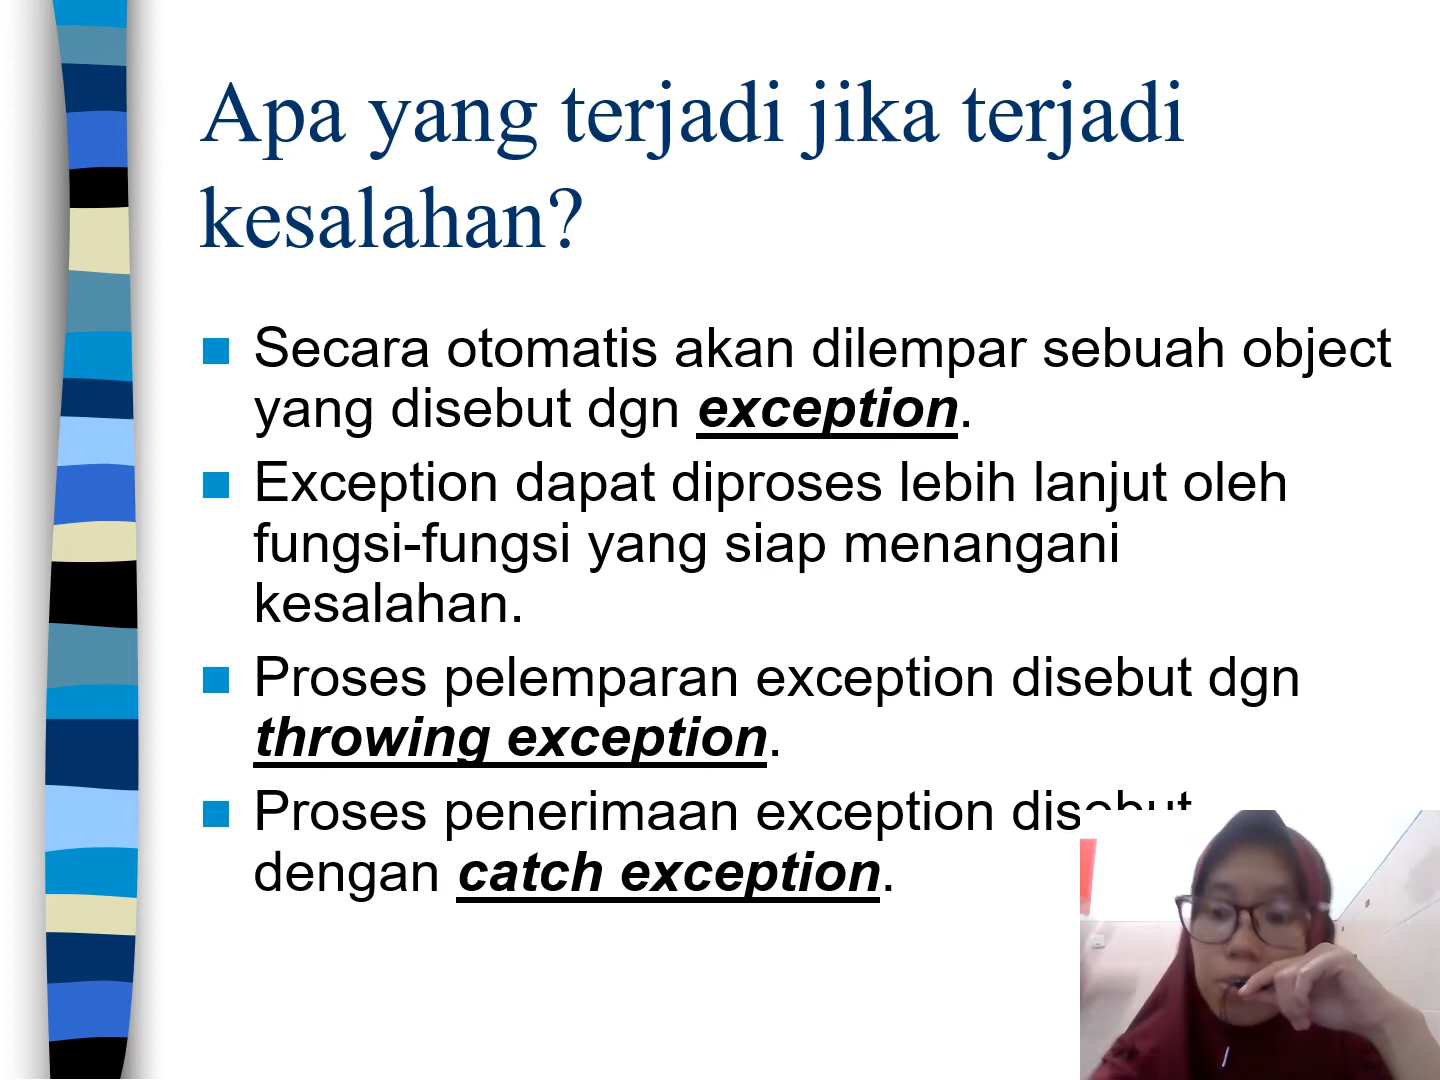 Apa yang terjadi jika terjadi
kesalahan?
Secara otomatis akan dilempar sebuah object
yang disebut dgn exception.
Exception dapat diproses lebih lanjut oleh
fungsi-fungsi yang siap menangani
kesalahan.
Proses pelemparan exception disebut dgn
throwing exception.
Proses penerimaan exception disebut
dengan catch exception.